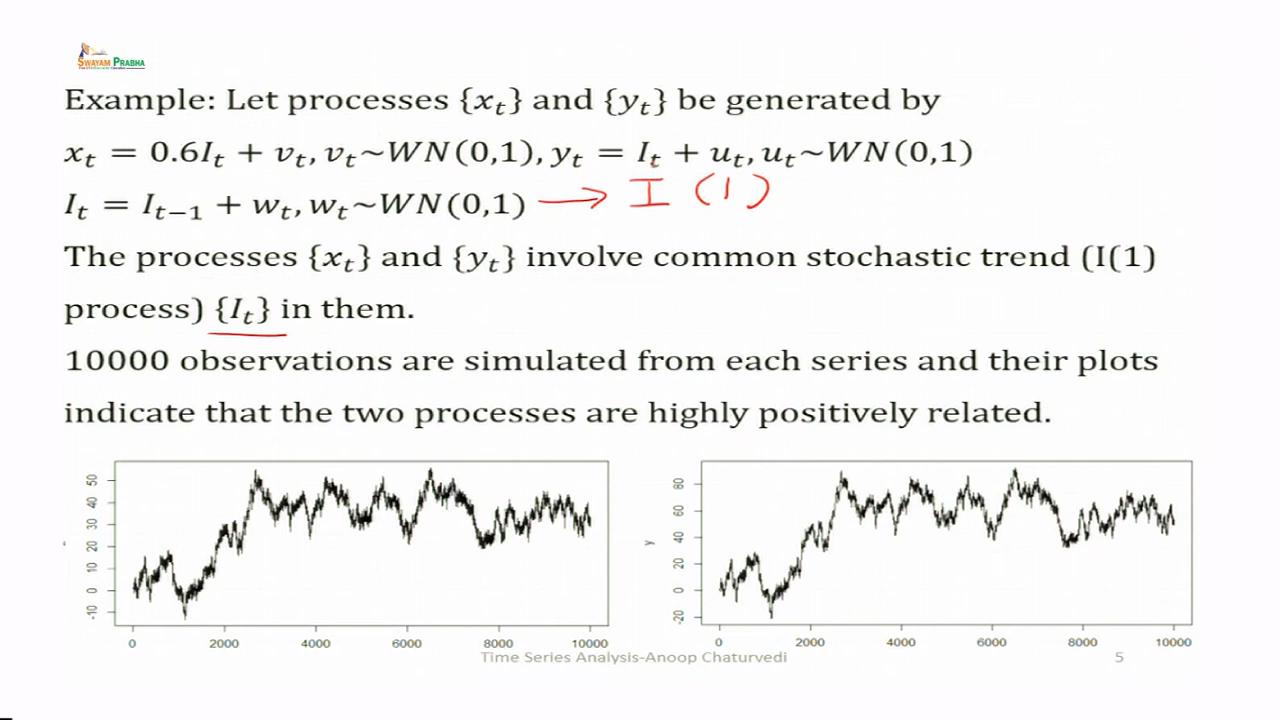 SWAYAM PRABHA
Example: Let processes {xₜ} and {yₜ} be generated by
xₜ = 0.6Iₜ + vₜ, vₜ~WN(0,1), yₜ = Iₜ + uₜ, uₜ~WN(0,1)
Iₜ = Iₜ₋₁ + wₜ, wₜ~WN(0,1) → I (1)
The processes {xₜ} and {yₜ} involve common stochastic trend (I(1)
process) {Iₜ} in them.
10000 observations are simulated from each series and their plots
indicate that the two processes are highly positively related.
50
40
30
20
10
0
-10
0 2000 4000 6000 8000 10000
y
80
60
40
20
0
-20
0 2000 4000 6000 8000 10000
Time Series Analysis-Anoop Chaturvedi 5